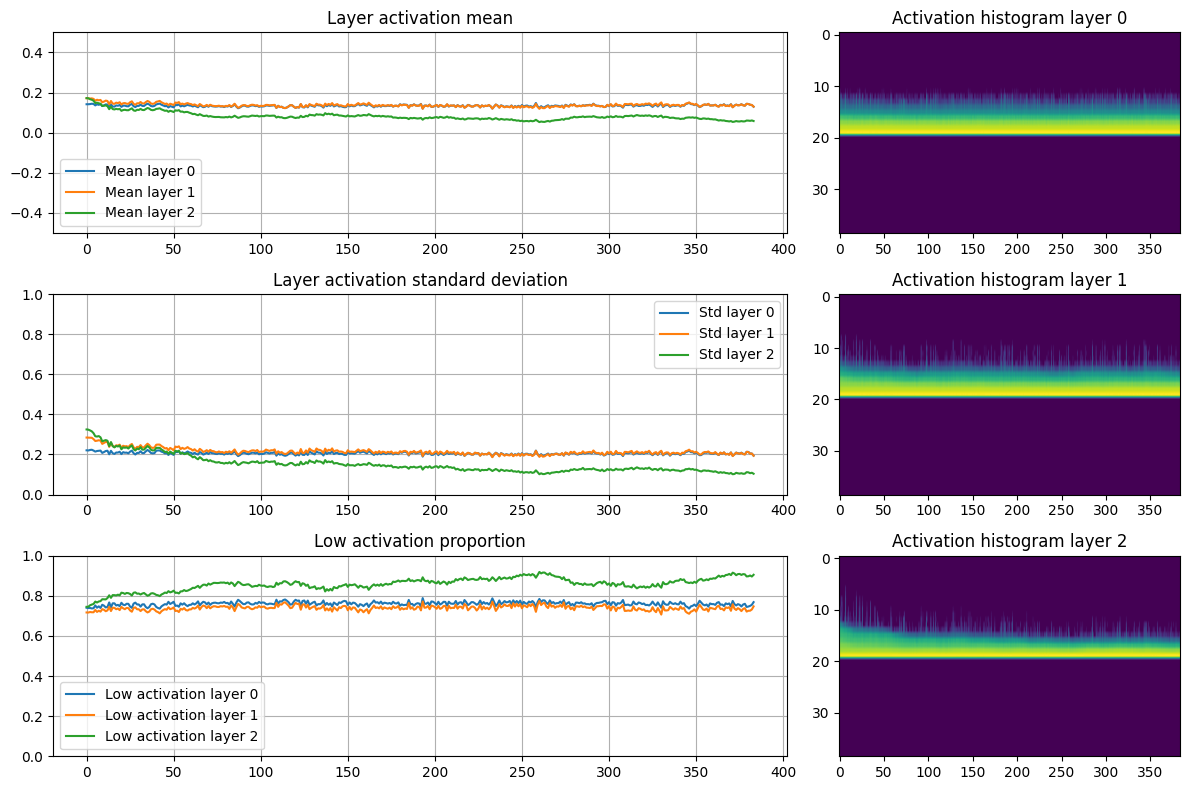 Layer activation mean
0.4
0.2
0.0
−0.2
−0.4
Mean layer 0
Mean layer 1
Mean layer 2
0 50 100 150 200 250 300 350 400
Activation histogram layer 0
0
10
20
30
0 50 100 150 200 250 300 350
Layer activation standard deviation
1.0
0.8
0.6
0.4
0.2
0.0
Std layer 0
Std layer 1
Std layer 2
0 50 100 150 200 250 300 350 400
Activation histogram layer 1
0
10
20
30
0 50 100 150 200 250 300 350
Low activation proportion
1.0
0.8
0.6
0.4
0.2
0.0
Low activation layer 0
Low activation layer 1
Low activation layer 2
0 50 100 150 200 250 300 350 400
Activation histogram layer 2
0
10
20
30
0 50 100 150 200 250 300 350